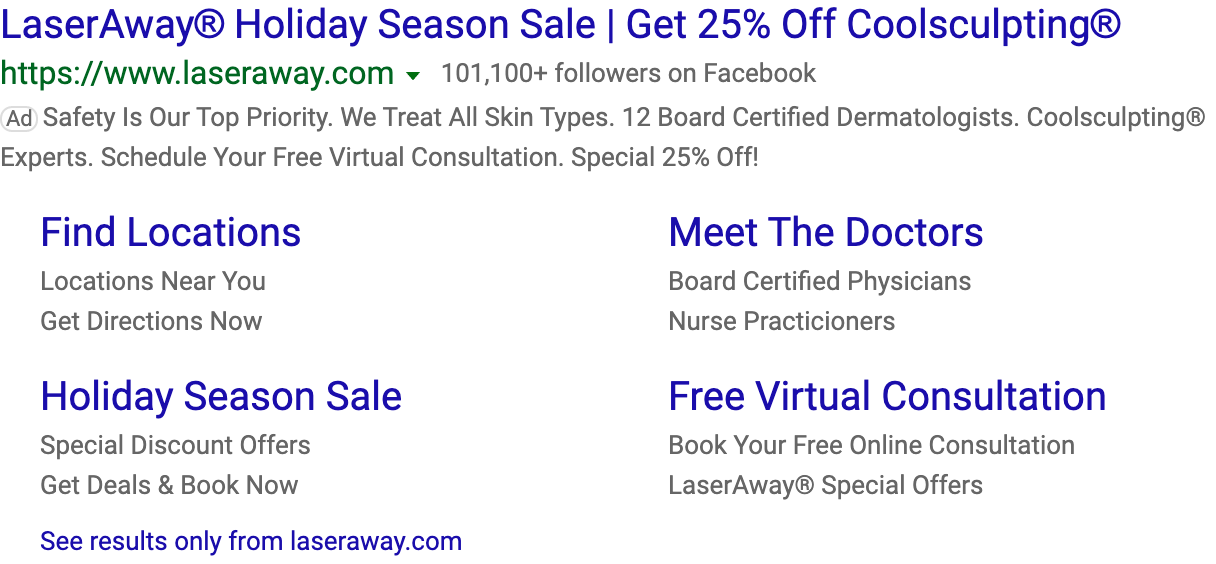 LaserAway® Holiday Season Sale | Get 25% Off Coolsculpting®
https://www.laseraway.com 101,100+ followers on Facebook
Ad Safety Is Our Top Priority. We Treat All Skin Types. 12 Board Certified Dermatologists. Coolsculpting®
Experts. Schedule Your Free Virtual Consultation. Special 25% Off!
Find Locations
Locations Near You
Get Directions Now
Meet The Doctors
Board Certified Physicians
Nurse Practicioners
Holiday Season Sale
Special Discount Offers
Get Deals & Book Now
Free Virtual Consultation
Book Your Free Online Consultation
LaserAway® Special Offers
See results only from laseraway.com